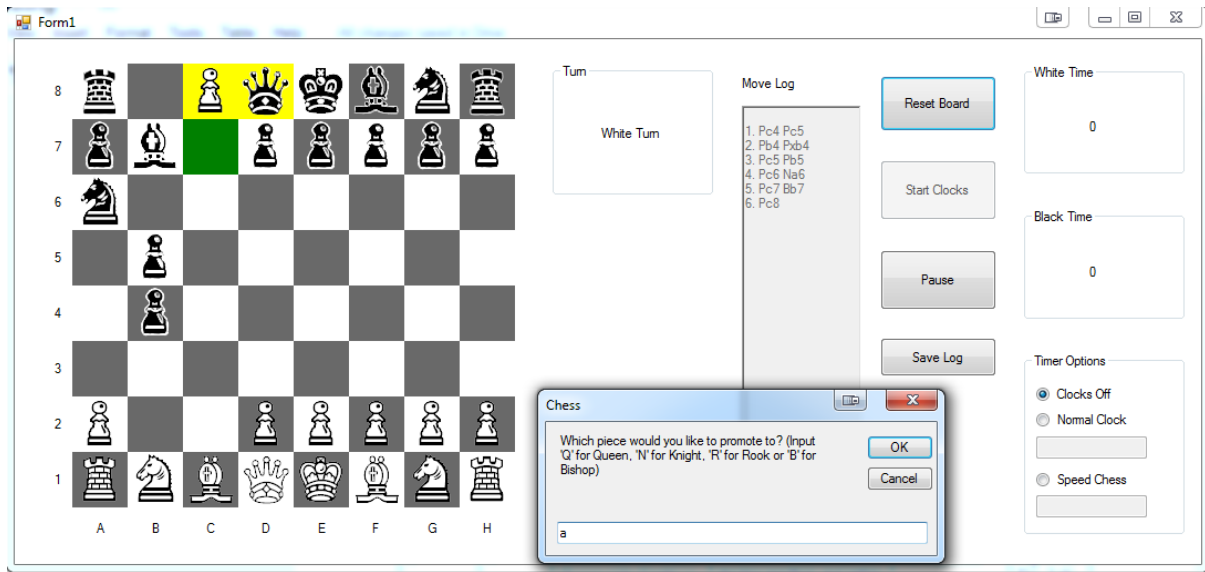 Form1
Turn
White Turn
Move Log
1. Pc4 Pc5
2. Pb4 Pxb4
3. Pc5 Pb5
4. Pc6 Na6
5. Pc7 Bb7
6. Pc8
Reset Board
Start Clocks
Pause
Save Log
White Time
0
Black Time
0
Timer Options
Clocks Off
Normal Clock
Speed Chess
8
7
6
5
4
3
2
1
A B C D E F G H
Chess
Which piece would you like to promote to? (Input
'Q' for Queen, 'N' for Knight, 'R' for Rook or 'B' for
Bishop)
OK
Cancel
a